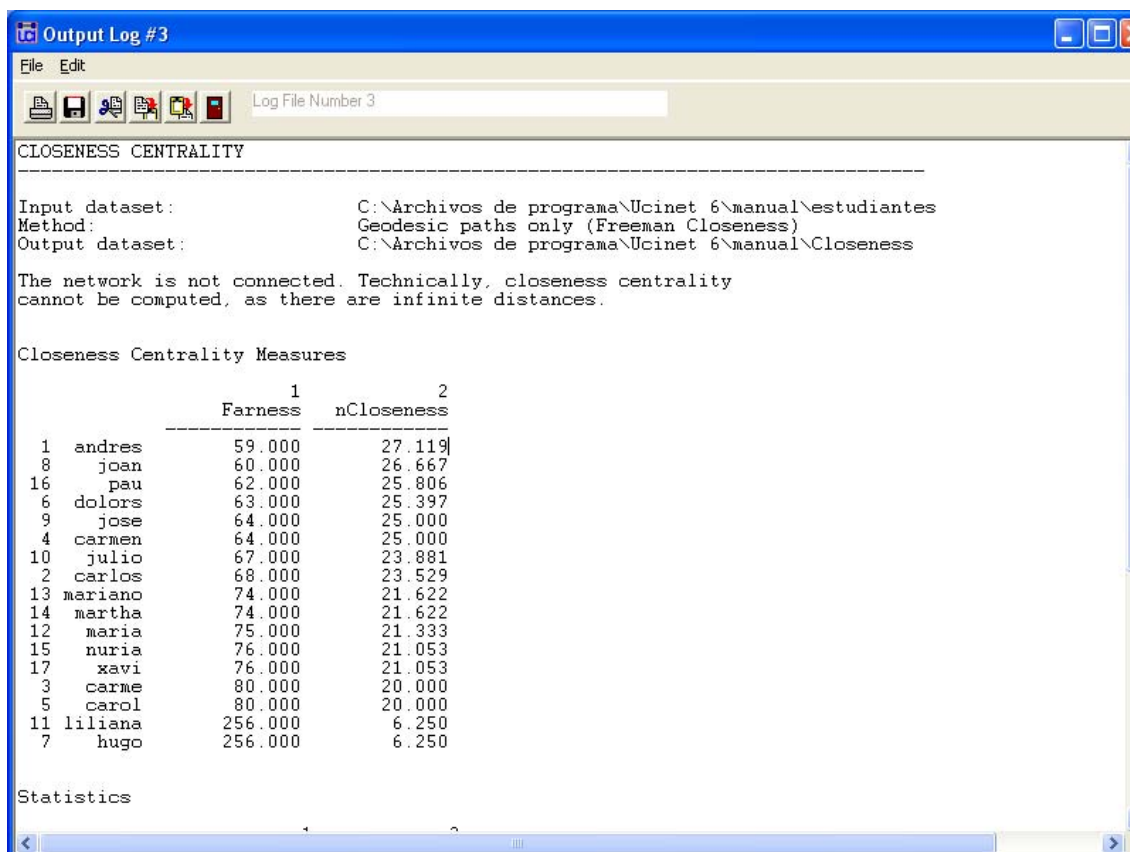 Output Log #3
File Edit
Log File Number 3
CLOSENESS CENTRALITY
--------------------------------------------------------------------------------
Input dataset: C:\Archivos de programa\Ucinet 6\manual\estudiantes
Method: Geodesic paths only (Freeman Closeness)
Output dataset: C:\Archivos de programa\Ucinet 6\manual\Closeness
The network is not connected. Technically, closeness centrality
cannot be computed, as there are infinite distances.
Closeness Centrality Measures
1 2
Farness nCloseness
------------ ------------
1 andres 59.000 27.119
8 joan 60.000 26.667
16 pau 62.000 25.806
6 dolors 63.000 25.397
9 jose 64.000 25.000
4 carmen 64.000 25.000
10 julio 67.000 23.881
2 carlos 68.000 23.529
13 mariano 74.000 21.622
14 martha 74.000 21.622
12 maria 75.000 21.333
15 nuria 76.000 21.053
17 xavi 76.000 21.053
3 carme 80.000 20.000
5 carol 80.000 20.000
11 liliana 256.000 6.250
7 hugo 256.000 6.250
Statistics